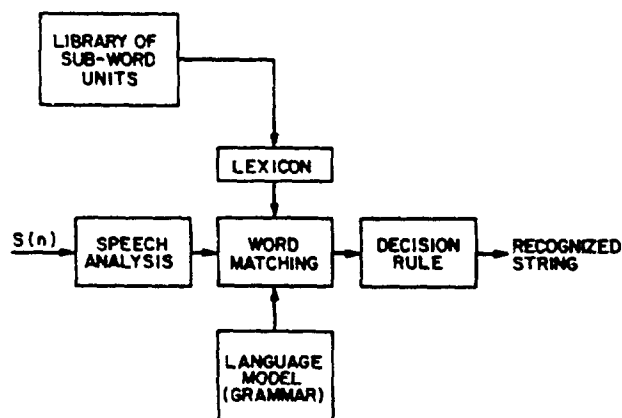 LIBRARY OF
SUB-WORD
UNITS
LEXICON
S(n)
SPEECH
ANALYSIS
WORD
MATCHING
DECISION
RULE
RECOGNIZED
STRING
LANGUAGE
MODEL
(GRAMMAR)